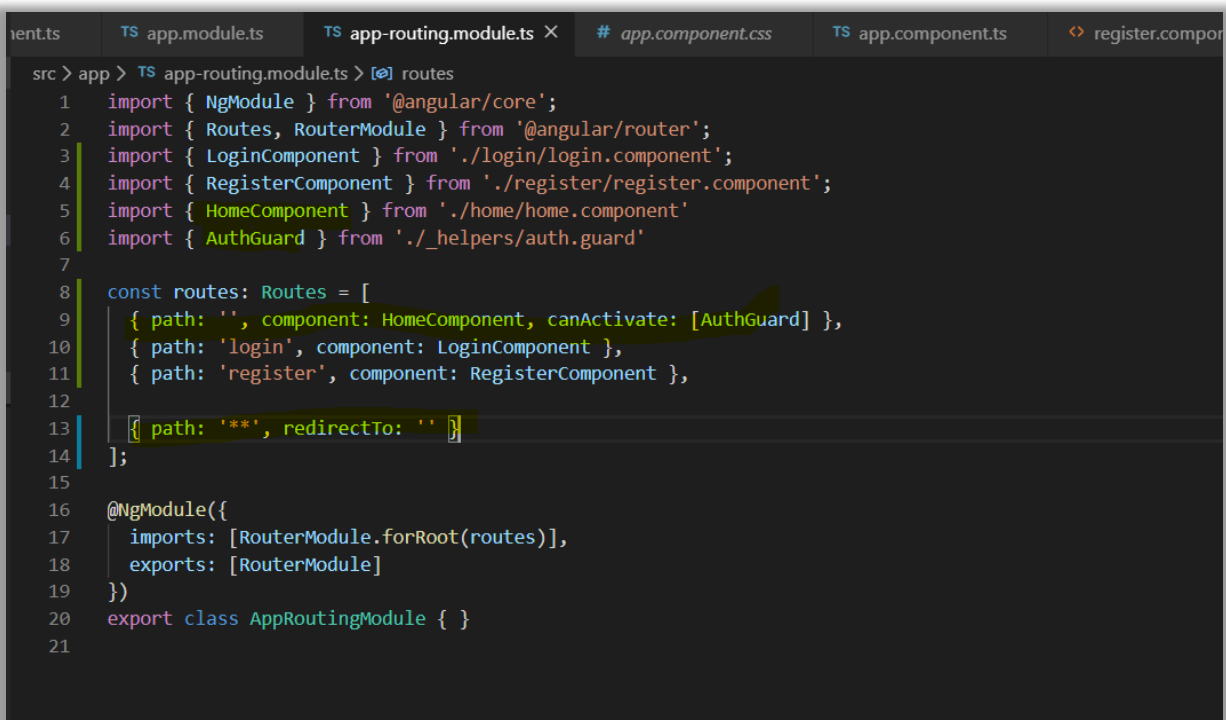 TS app.module.ts TS app-routing.module.ts × # app.component.css TS app.component.ts <> 
src > app > TS app-routing.module.ts > routes
1 import { NgModule } from '@angular/core';
2 import { Routes, RouterModule } from '@angular/router';
3 import { LoginComponent } from './login/login.component';
4 import { RegisterComponent } from './register/register.component';
5 import { HomeComponent } from './home/home.component'
6 import { AuthGuard } from './_helpers/auth.guard'
7
8 const routes: Routes = [
9 { path: '', component: HomeComponent, canActivate: [AuthGuard] },
10 { path: 'login', component: LoginComponent },
11 { path: 'register', component: RegisterComponent },
12
13 { path: '**', redirectTo: '' }
14 ];
15
16 @NgModule({
17 imports: [RouterModule.forRoot(routes)],
18 exports: [RouterModule]
19 })
20 export class AppRoutingModule { }
21